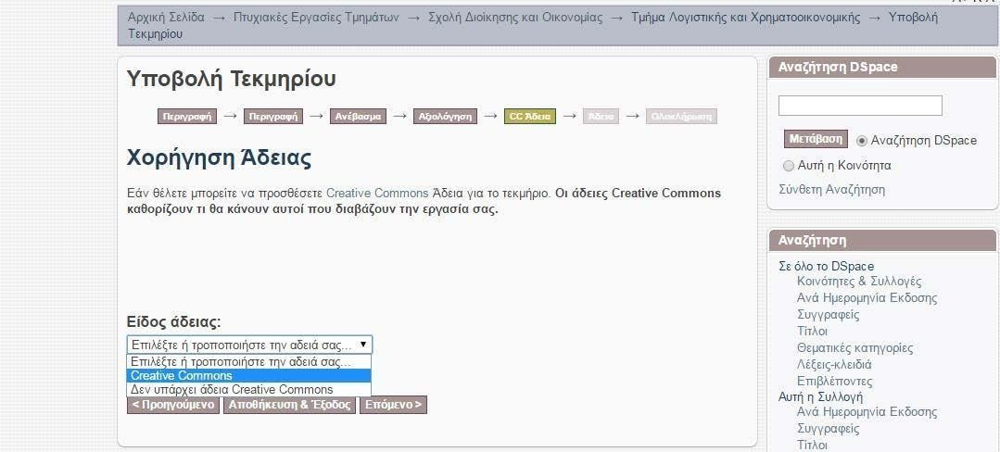 Αρχική Σελίδα → Πτυχιακές Εργασίες Τμημάτων → Σχολή Διοίκησης και Οικονομίας → Τμήμα Λογιστικής και Χρηματοοικονομικής → Υποβολή
Τεκμηρίου
Υποβολή Τεκμηρίου
Περιγραφή → Περιγραφή → Ανέβασμα → Αξιολόγηση → CC Άδεια → Άδεια → Ολοκλήρωση
Χορήγηση Άδειας
Εάν θέλετε μπορείτε να προσθέσετε Creative Commons Άδεια για το τεκμήριο. Οι άδειες Creative Commons
καθορίζουν τι θα κάνουν αυτοί που διαβάζουν την εργασία σας.
Είδος άδειας:
Επιλέξτε ή τροποποιήστε την αδειά σας...
Επιλέξτε ή τροποποιήστε την αδειά σας...
Creative Commons
Δεν υπάρχει άδεια Creative Commons
< Προηγούμενο Αποθήκευση & Έξοδος Επόμενο >
Αναζήτηση DSpace
Μετάβαση Αναζήτηση DSpace
Αυτή η Κοινότητα
Σύνθετη Αναζήτηση
Αναζήτηση
Σε όλο το DSpace
Κοινότητες & Συλλογές
Ανά Ημερομηνία Εκδοσης
Συγγραφείς
Τίτλοι
Θεματικές κατηγορίες
Λέξεις-κλειδιά
Επιβλέποντες
Αυτή η Συλλογή
Ανά Ημερομηνία Εκδοσης
Συγγραφείς
Τίτλοι